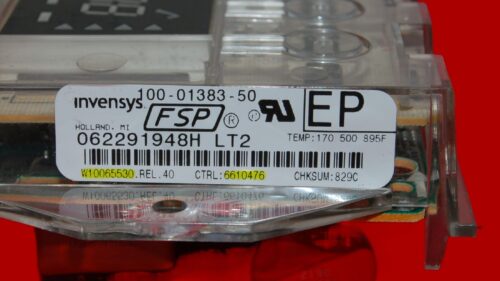 100-01383-50
invensys FSP ® RU EP
HOLLAND, MI
TEMP:170 500 895F
062291948H LT2
W10065530.REL.40 CTRL:6610476 CHKSUM:829C